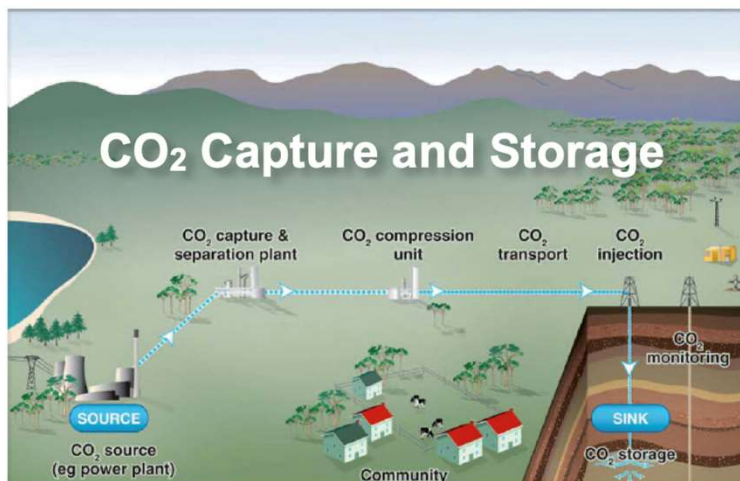 CO₂ Capture and Storage
CO₂ capture &
separation plant
CO₂ compression
unit
CO₂
transport
CO₂
injection
CO₂
monitoring
SOURCE
CO₂ source
(eg power plant)
Community
SINK
CO₂ storage